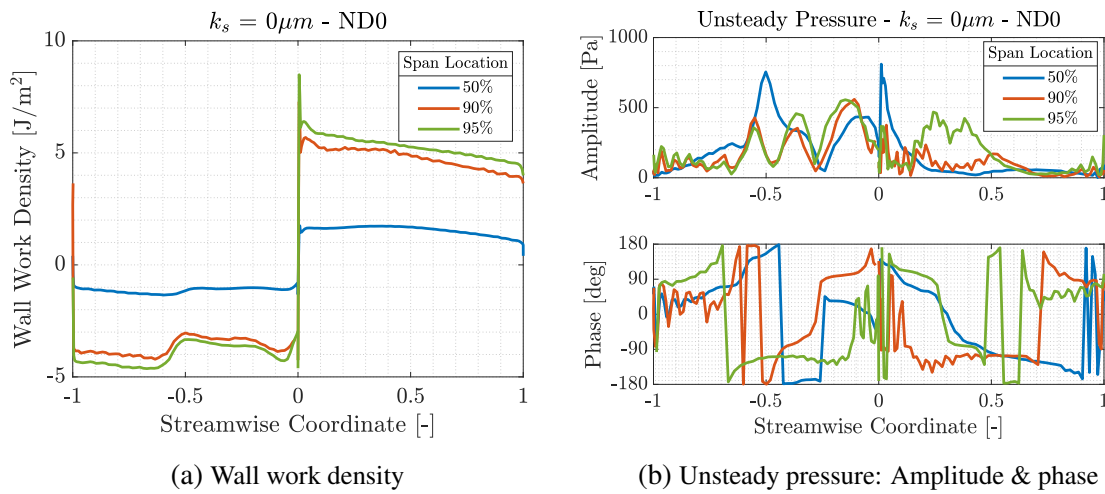 k_s = 0μm - ND0
Wall Work Density [J/m²]
10
5
0
-5
Span Location
50%
90%
95%
-1 -0.5 0 0.5 1
Streamwise Coordinate [-]
(a) Wall work density
Unsteady Pressure - k_s = 0μm - ND0
Amplitude [Pa]
1000
500
0
Span Location
50%
90%
95%
-1 -0.5 0 0.5 1
Phase [deg]
180
90
0
-90
-180
-1 -0.5 0 0.5 1
Streamwise Coordinate [-]
(b) Unsteady pressure: Amplitude & phase